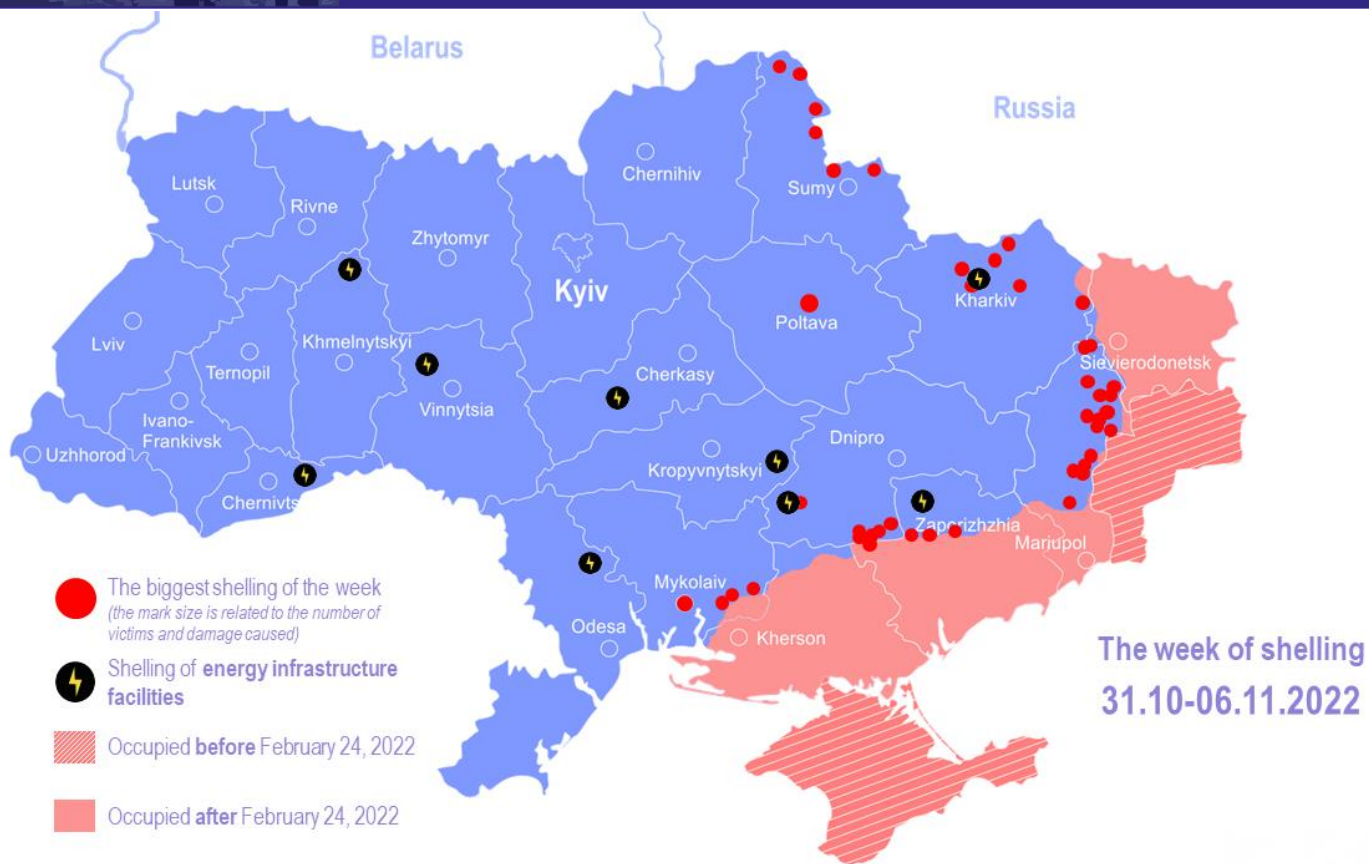 Belarus
Russia
Chernihiv
Sumy
Lutsk
Rivne
Zhytomyr
Kyiv
Kharkiv
Poltava
Lviv
Khmelnytskyi
Ternopil
Sievierodonetsk
Cherkasy
Vinnytsia
Ivano-
Frankivsk
Dnipro
Uzhhorod
Kropyvnytskyi
Chernivts
Zaporizhzhia
Mariupol
Mykolaiv
Odesa
Kherson
The biggest shelling of the week
(the mark size is related to the number of
victims and damage caused)
Shelling of energy infrastructure
facilities
Occupied before February 24, 2022
Occupied after February 24, 2022
The week of shelling
31.10-06.11.2022